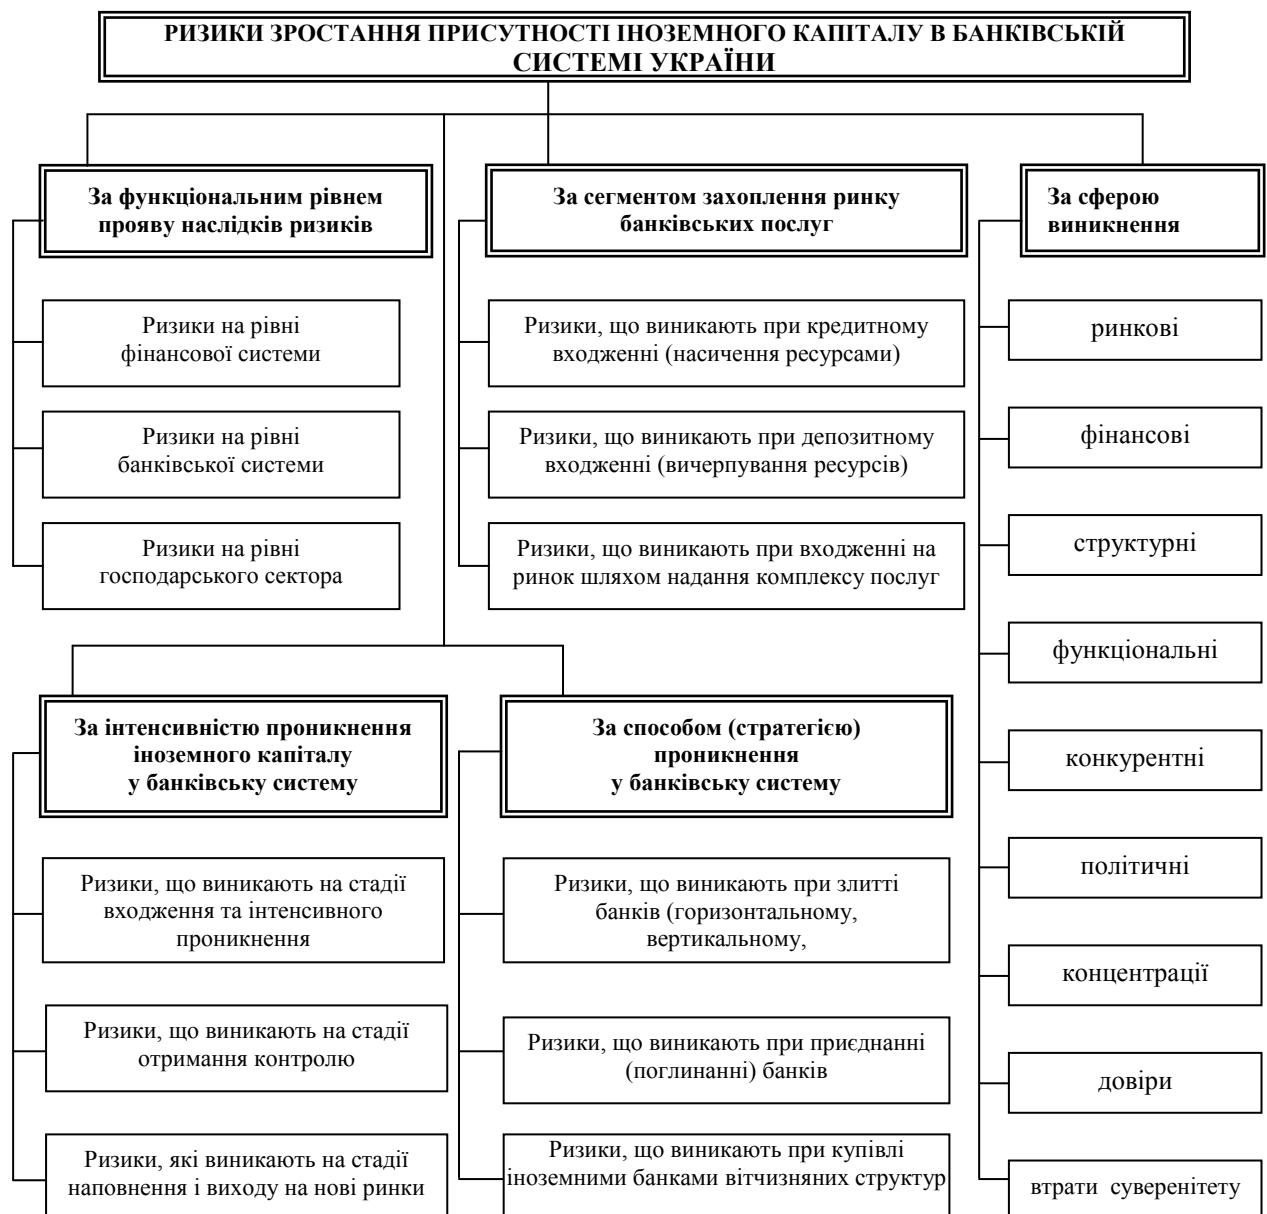 РИЗИКИ ЗРОСТАННЯ ПРИСУТНОСТІ ІНОЗЕМНОГО КАПІТАЛУ В БАНКІВСЬКІЙ
СИСТЕМІ УКРАЇНИ
За функціональним рівнем
прояву наслідків ризиків
Ризики на рівні
фінансової системи
Ризики на рівні
банківської системи
Ризики на рівні
господарського сектора
За сегментом захоплення ринку
банківських послуг
Ризики, що виникають при кредитному
входженні (насичення ресурсами)
Ризики, що виникають при депозитному
входженні (вичерпування ресурсів)
Ризики, що виникають при входженні на
ринок шляхом надання комплексу послуг
За сферою
виникнення
ринкові
фінансові
структурні
функціональні
конкурентні
політичні
концентрації
довіри
втрати суверенітету
За інтенсивністю проникнення
іноземного капіталу
у банківську систему
Ризики, що виникають на стадії
входження та інтенсивного
проникнення
Ризики, що виникають на стадії
отримання контролю
Ризики, які виникають на стадії
наповнення і виходу на нові ринки
За способом (стратегією)
проникнення
у банківську систему
Ризики, що виникають при злитті
банків (горизонтальному,
вертикальному,
Ризики, що виникають при приєднанні
(поглинанні) банків
Ризики, що виникають при купівлі
іноземними банками вітчизняних структур